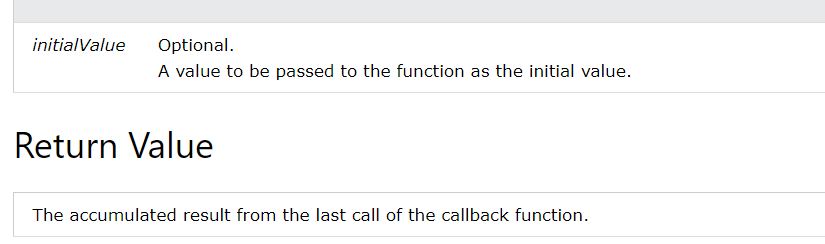 initialValue Optional.
A value to be passed to the function as the initial value.
Return Value
The accumulated result from the last call of the callback function.